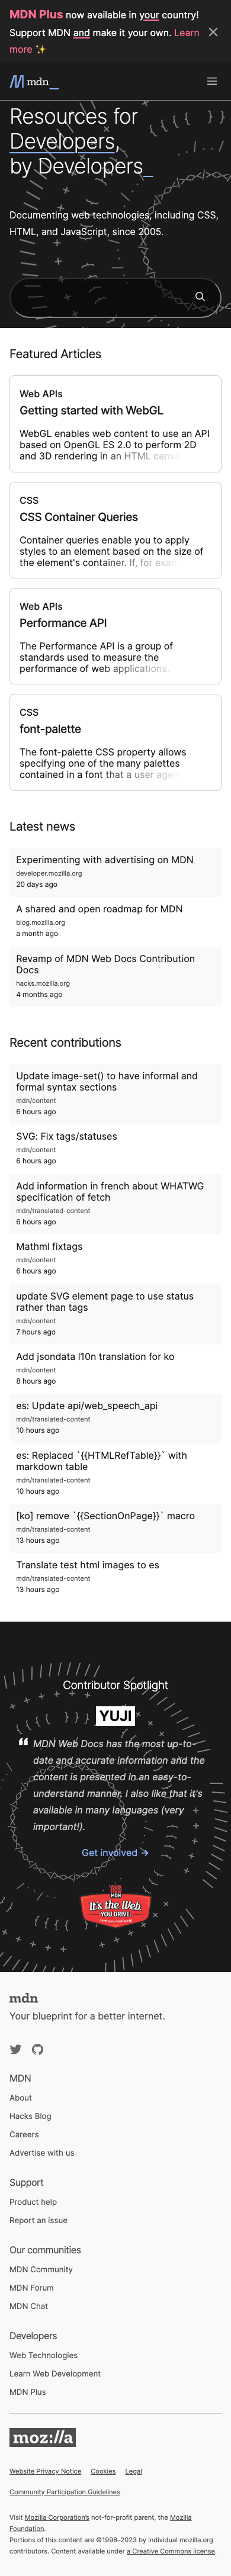 MDN Plus now available in your country!
Support MDN and make it your own. Learn
more ✨
mdn_
Resources for
Developers,
by Developers_
Documenting web technologies, including CSS,
HTML, and JavaScript, since 2005.
Featured Articles
Web APIs
Getting started with WebGL
WebGL enables web content to use an API
based on OpenGL ES 2.0 to perform 2D
and 3D rendering in an HTML canvas
CSS
CSS Container Queries
Container queries enable you to apply
styles to an element based on the size of
the element's container. If, for example
Web APIs
Performance API
The Performance API is a group of
standards used to measure the
performance of web applications.
CSS
font-palette
The font-palette CSS property allows
specifying one of the many palettes
contained in a font that a user agent
Latest news
Experimenting with advertising on MDN
developer.mozilla.org
20 days ago
A shared and open roadmap for MDN
blog.mozilla.org
a month ago
Revamp of MDN Web Docs Contribution
Docs
hacks.mozilla.org
4 months ago
Recent contributions
Update image-set() to have informal and
formal syntax sections
mdn/content
6 hours ago
SVG: Fix tags/statuses
mdn/content
6 hours ago
Add information in french about WHATWG
specification of fetch
mdn/translated-content
6 hours ago
Mathml fixtags
mdn/content
6 hours ago
update SVG element page to use status
rather than tags
mdn/content
7 hours ago
Add jsondata l10n translation for ko
mdn/content
8 hours ago
es: Update api/web_speech_api
mdn/translated-content
10 hours ago
es: Replaced `{{HTMLRefTable}}` with
markdown table
mdn/translated-content
10 hours ago
[ko] remove `{{SectionOnPage}}` macro
mdn/translated-content
13 hours ago
Translate test html images to es
mdn/translated-content
13 hours ago
Contributor Spotlight
YUJI
MDN Web Docs has the most up-to-
date and accurate information and the
content is presented in an easy-to-
understand manner. I also like that it's
available in many languages (very
important!).
Get involved →
MDN
It's the Web
YOU DRIVE.
mdn
Your blueprint for a better internet.
MDN
About
Hacks Blog
Careers
Advertise with us
Support
Product help
Report an issue
Our communities
MDN Community
MDN Forum
MDN Chat
Developers
Web Technologies
Learn Web Development
MDN Plus
moz://a
Website Privacy Notice Cookies Legal
Community Participation Guidelines
Visit Mozilla Corporation's not-for-profit parent, the Mozilla
Foundation.
Portions of this content are ©1998–2023 by individual mozilla.org
contributors. Content available under a Creative Commons license.